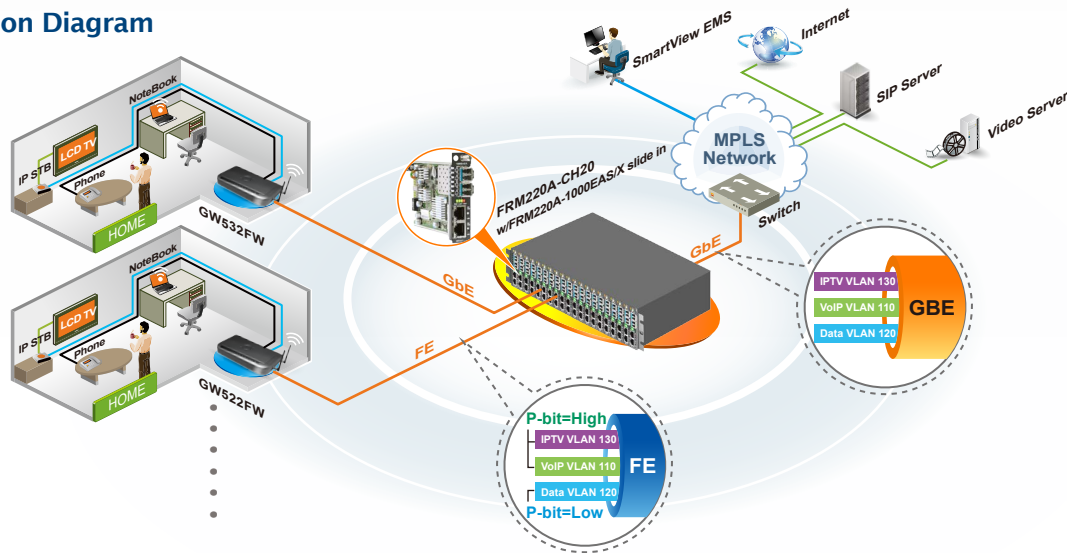 on Diagram
SmartView EMS
Internet
SIP Server
Video Server
MPLS
Network
Switch
NoteBook
LCD TV
IP STB
Phone
HOME
GW532FW
FRM220A-CH20
w/FRM220A-1000EAS/X slide in
GbE
GbE
FE
NoteBook
LCD TV
IP STB
Phone
HOME
GW522FW
IPTV VLAN 130
VoIP VLAN 110
Data VLAN 120
GBE
P-bit=High
IPTV VLAN 130
VoIP VLAN 110
Data VLAN 120
P-bit=Low
FE